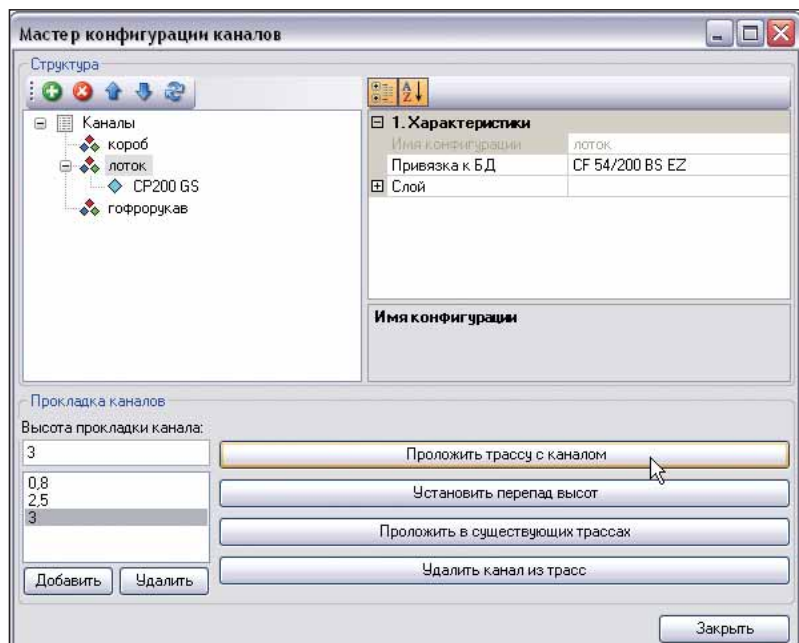 Мастер конфигурации каналов
Структура
Каналы
короб
лоток
CP200 GS
гофрорукав
A
Z
1. Характеристики
Имя конфигурации лоток
Привязка к БД CF 54/200 BS EZ
Слой
Имя конфигурации
Прокладка каналов
Высота прокладки канала:
3
0,8
2,5
3
Добавить Удалить
Проложить трассу с каналом
Установить перепад высот
Проложить в существующих трассах
Удалить канал из трасс
Закрыть